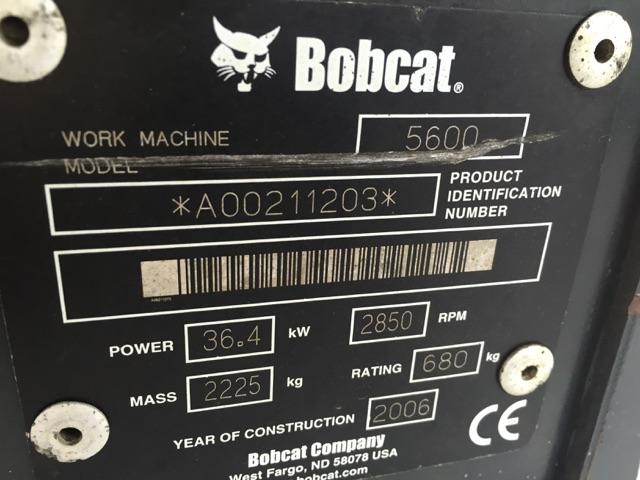 Bobcat®
WORK MACHINE 5600
MODEL
*A00211203* PRODUCT
IDENTIFICATION
NUMBER
POWER 36.4 kW 2850 RPM
MASS 2225 kg RATING 680 kg
YEAR OF CONSTRUCTION 2006 CE
Bobcat Company
West Fargo, ND 58078 USA
bobcat.com